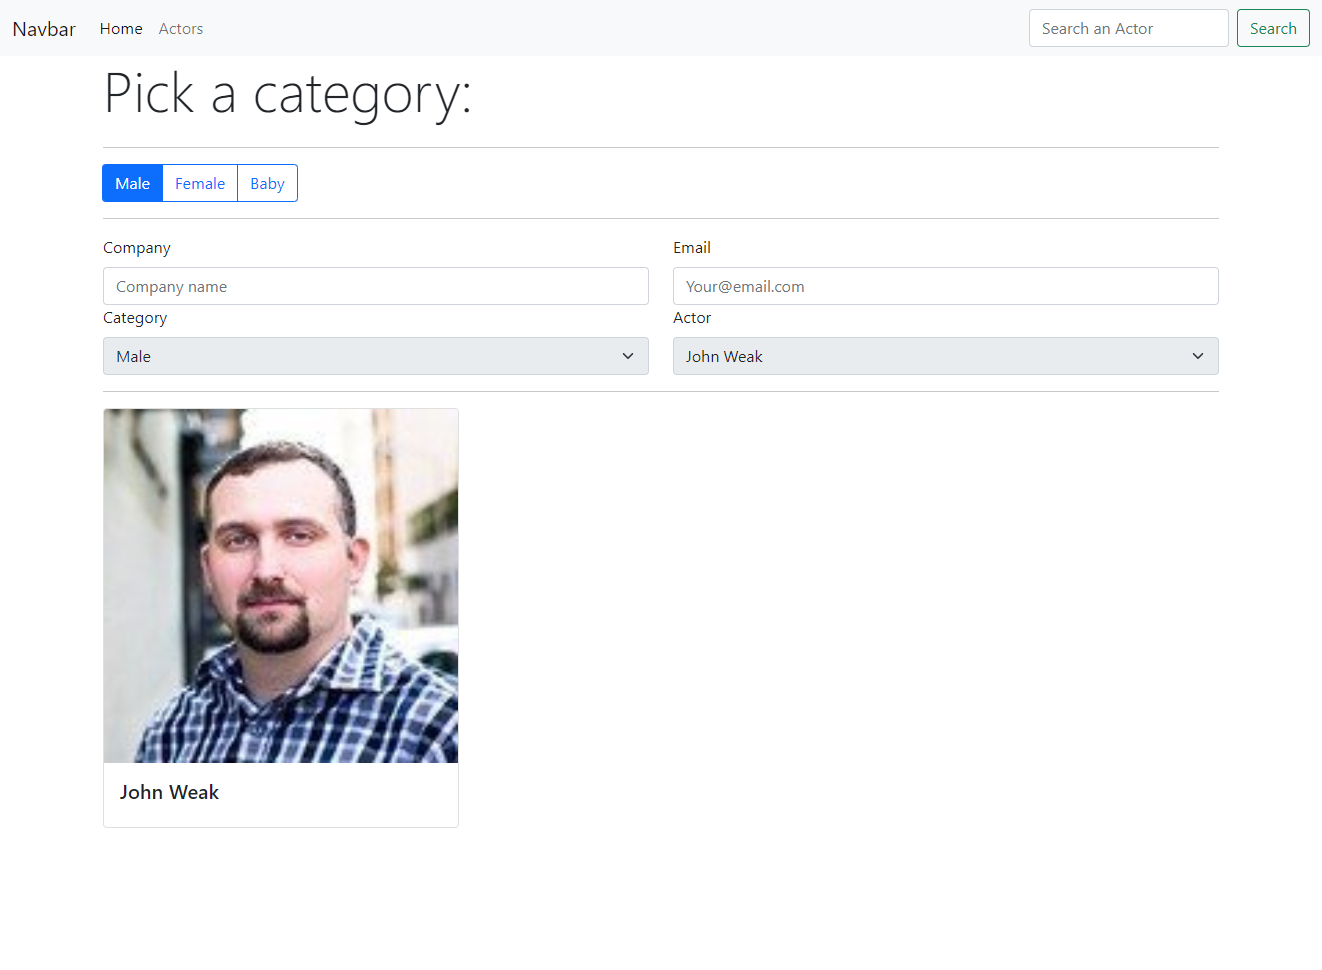 Navbar Home Actors Search an Actor Search
Pick a category:
Male Female Baby
Company Email
Company name Your@email.com
Category Actor
Male John Weak
John Weak